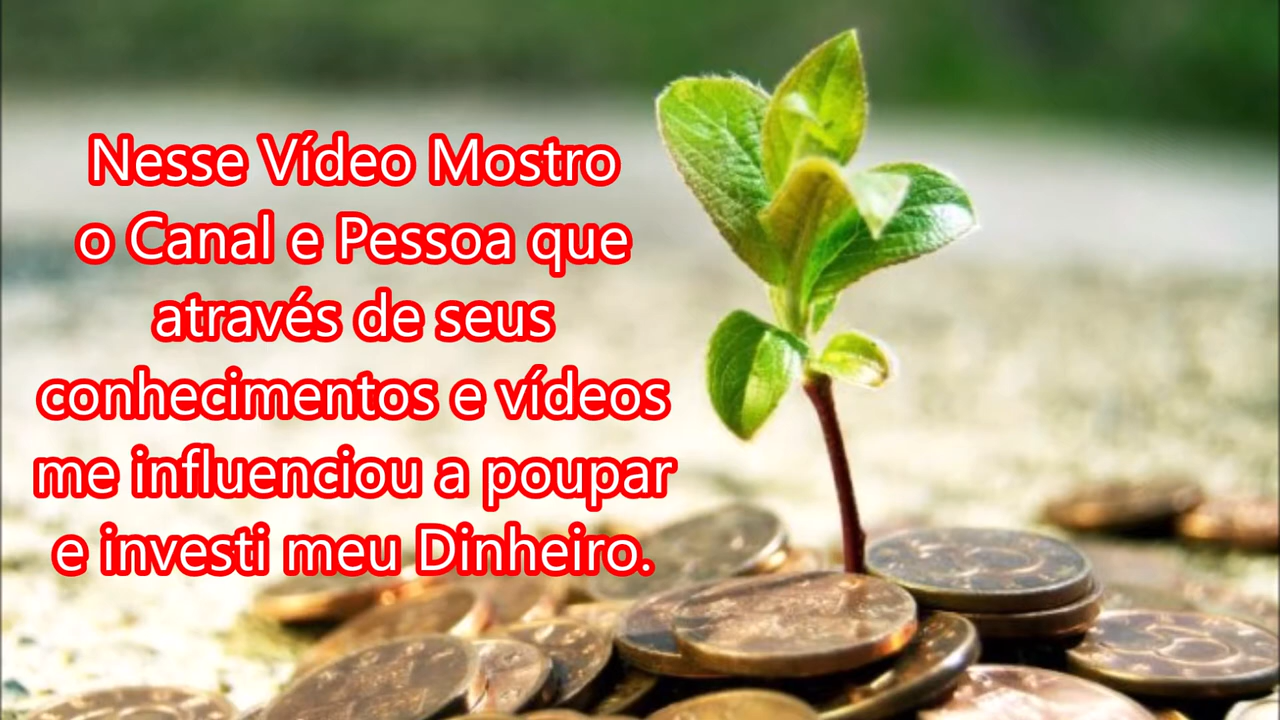 Nesse Vídeo Mostro
o Canal e Pessoa que
através de seus
conhecimentos e vídeos
me influenciou a poupar
e investi meu Dinheiro.